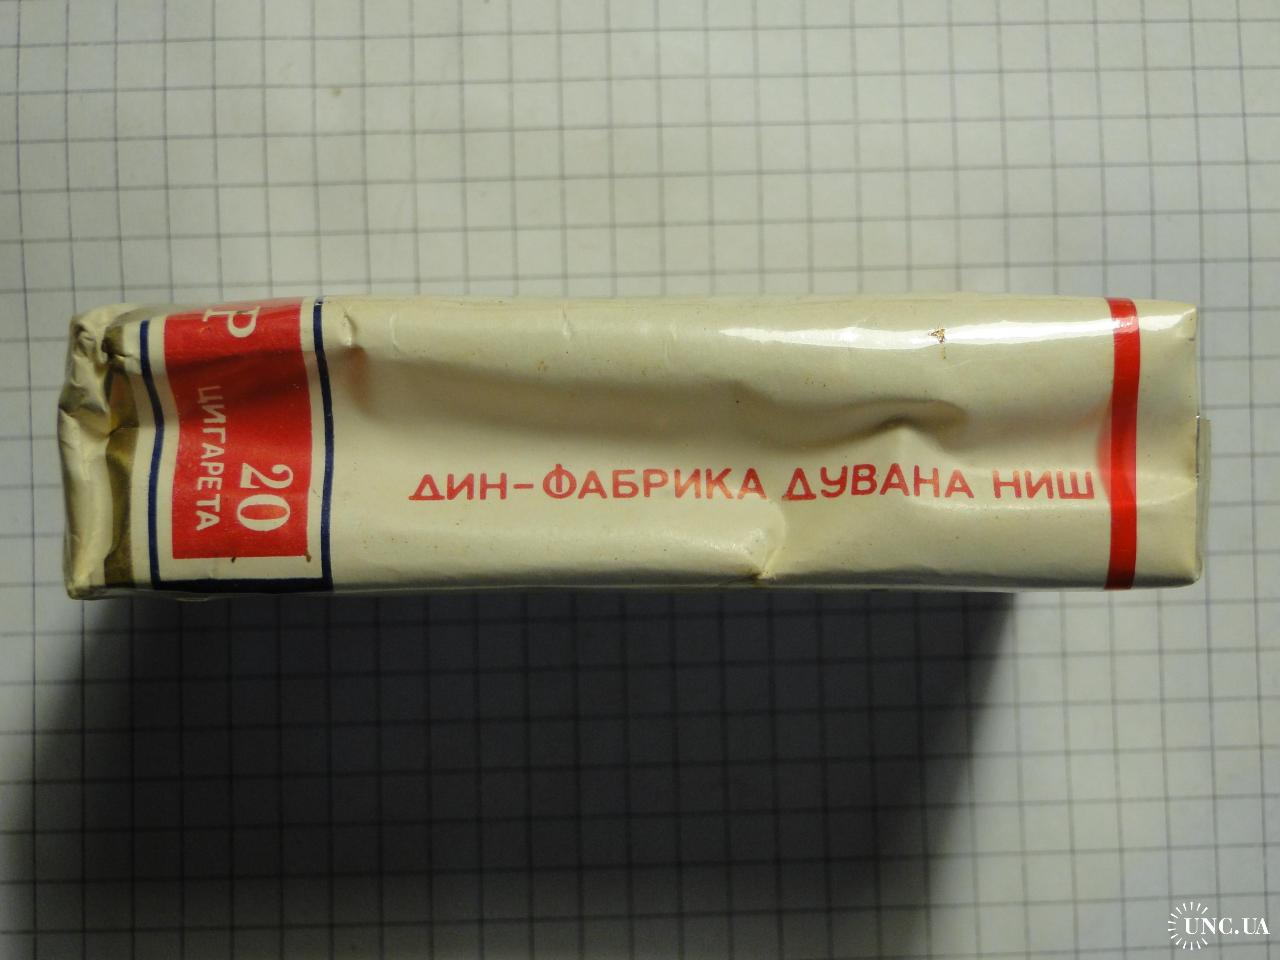 Р
20
ЦИГАРЕТА
ДИН-ФАБРИКА ДУВАНА НИШ
UNC.UA